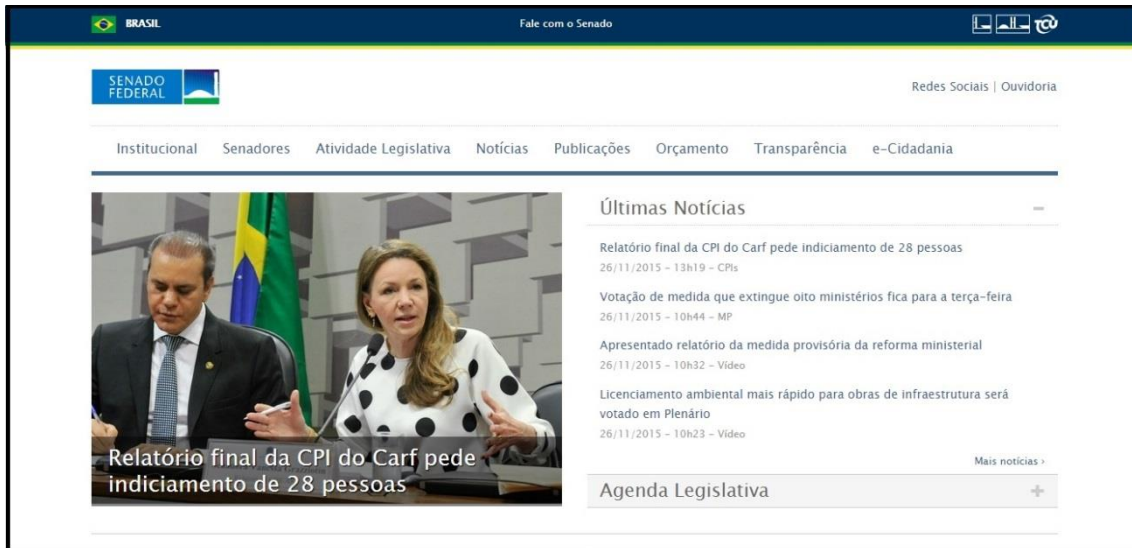 BRASIL
Fale com o Senado
SENADO
FEDERAL
Redes Sociais | Ouvidoria
Institucional Senadores Atividade Legislativa Notícias Publicações Orçamento Transparência e-Cidadania
Relatório final da CPI do Carf pede
indiciamento de 28 pessoas
Últimas Notícias
Relatório final da CPI do Carf pede indiciamento de 28 pessoas
26/11/2015 - 13h19 - CPIs
Votação de medida que extingue oito ministérios fica para a terça-feira
26/11/2015 - 10h44 - MP
Apresentado relatório da medida provisória da reforma ministerial
26/11/2015 - 10h32 - Vídeo
Licenciamento ambiental mais rápido para obras de infraestrutura será
votado em Plenário
26/11/2015 - 10h23 - Vídeo
Mais notícias ›
Agenda Legislativa